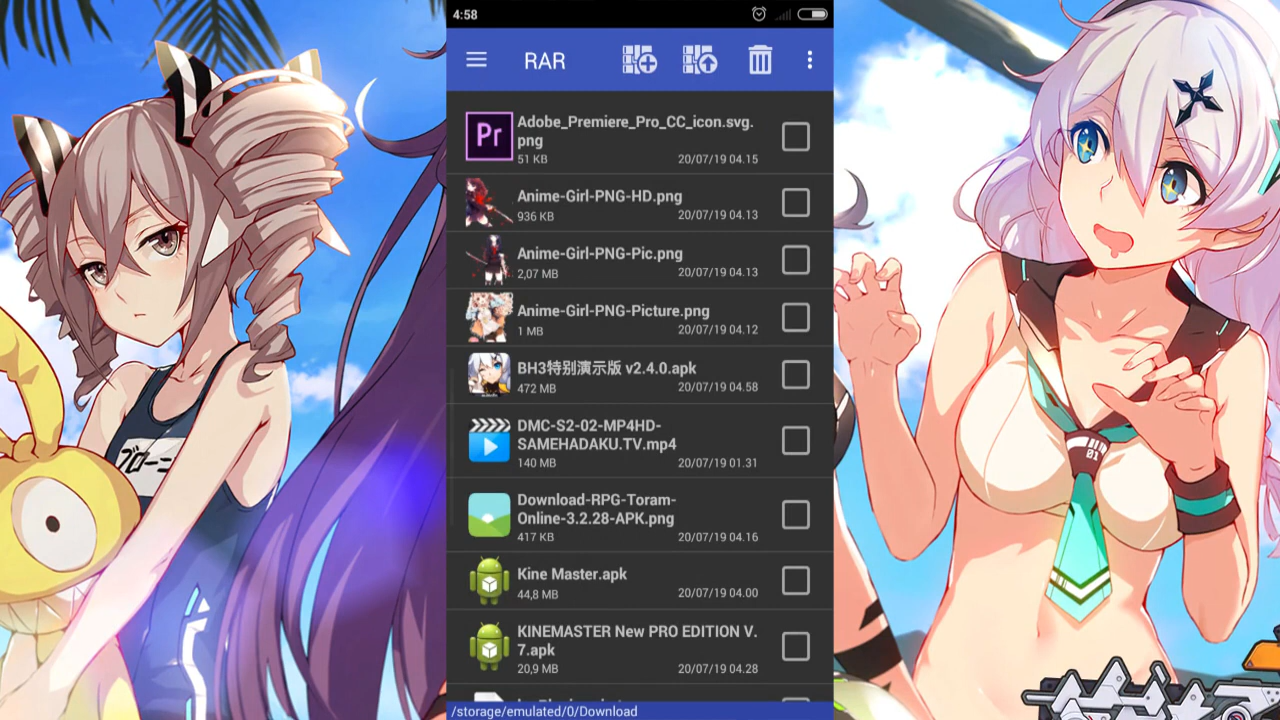 4:58
RAR
Pr
Adobe_Premiere_Pro_CC_icon.svg.
png
51 KB 20/07/19 04.15
Anime-Girl-PNG-HD.png
936 KB 20/07/19 04.13
Anime-Girl-PNG-Pic.png
2,07 MB 20/07/19 04.13
Anime-Girl-PNG-Picture.png
1 MB 20/07/19 04.12
BH3特别演示版 v2.4.0.apk
472 MB 20/07/19 04.58
DMC-S2-02-MP4HD-
SAMEHADAKU.TV.mp4
140 MB 20/07/19 01.31
Download-RPG-Toram-
Online-3.2.28-APK.png
417 KB 20/07/19 04.16
Kine Master.apk
44,8 MB 20/07/19 04.00
KINEMASTER New PRO EDITION V.
7.apk
20,9 MB 20/07/19 04.28
/storage/emulated/0/Download
ブローニ
01